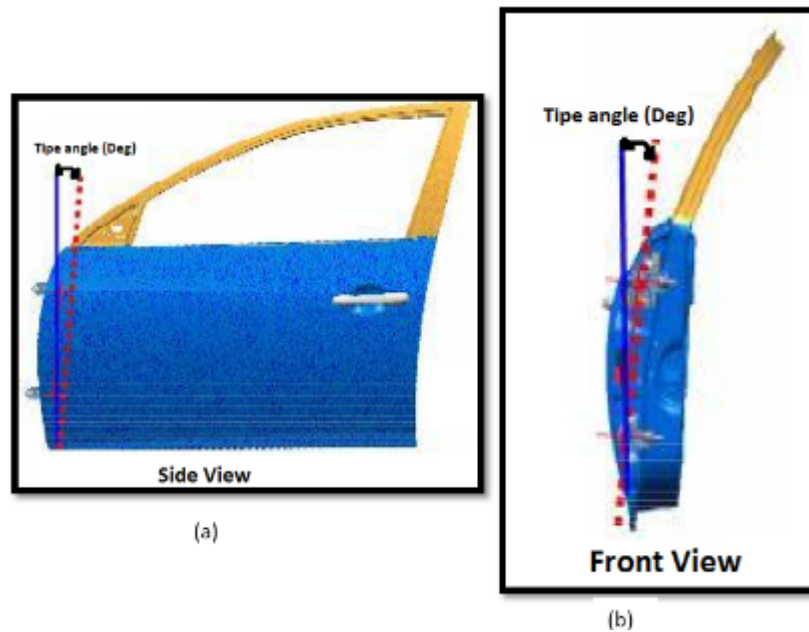 Tipe angle (Deg)
Side View
(a)
Tipe angle (Deg)
Front View
(b)